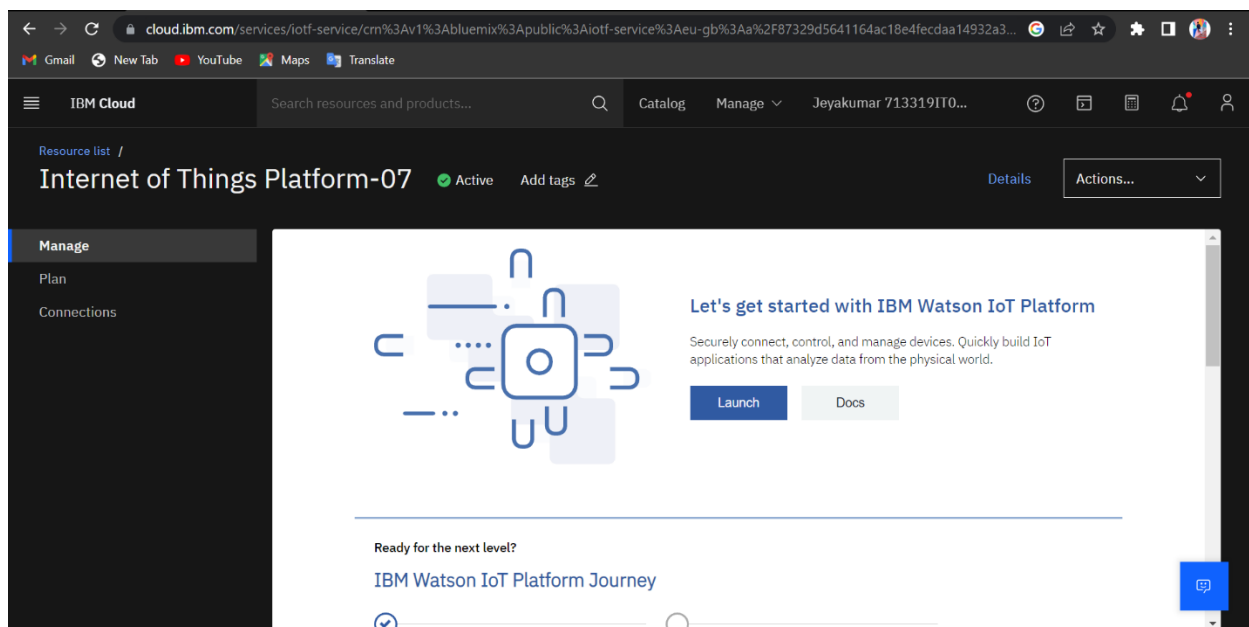 cloud.ibm.com/services/iotf-service/crn%3Av1%3Abluemix%3Apublic%3Aiotf-service%3Aeu-gb%3Aa%2F87329d5641164ac18e4fecdaa14932a3...
Gmail New Tab YouTube Maps Translate
IBM Cloud Search resources and products... Catalog Manage Jeyakumar 713319IT0...
Resource list /
Internet of Things Platform-07 Active Add tags Details Actions...
Manage
Plan
Connections
Let's get started with IBM Watson IoT Platform
Securely connect, control, and manage devices. Quickly build IoT
applications that analyze data from the physical world.
Launch Docs
Ready for the next level?
IBM Watson IoT Platform Journey